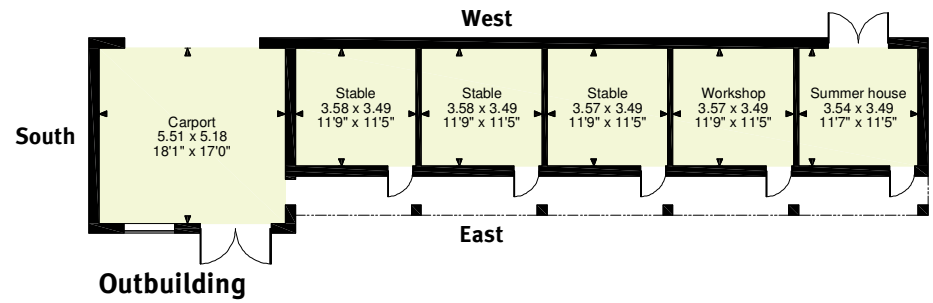 West
South
Carport
5.51 x 5.18
18'1" x 17'0"
Stable
3.58 x 3.49
11'9" x 11'5"
Stable
3.58 x 3.49
11'9" x 11'5"
Stable
3.57 x 3.49
11'9" x 11'5"
Workshop
3.57 x 3.49
11'9" x 11'5"
Summer house
3.54 x 3.49
11'7" x 11'5"
East
Outbuilding